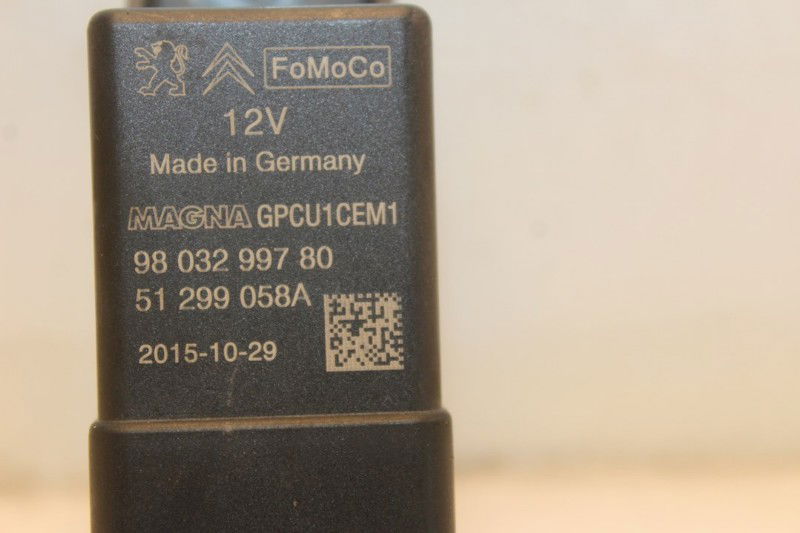 FoMoCo
12V
Made in Germany
MAGNA GPCU1CEM1
98 032 997 80
51 299 058A
2015-10-29